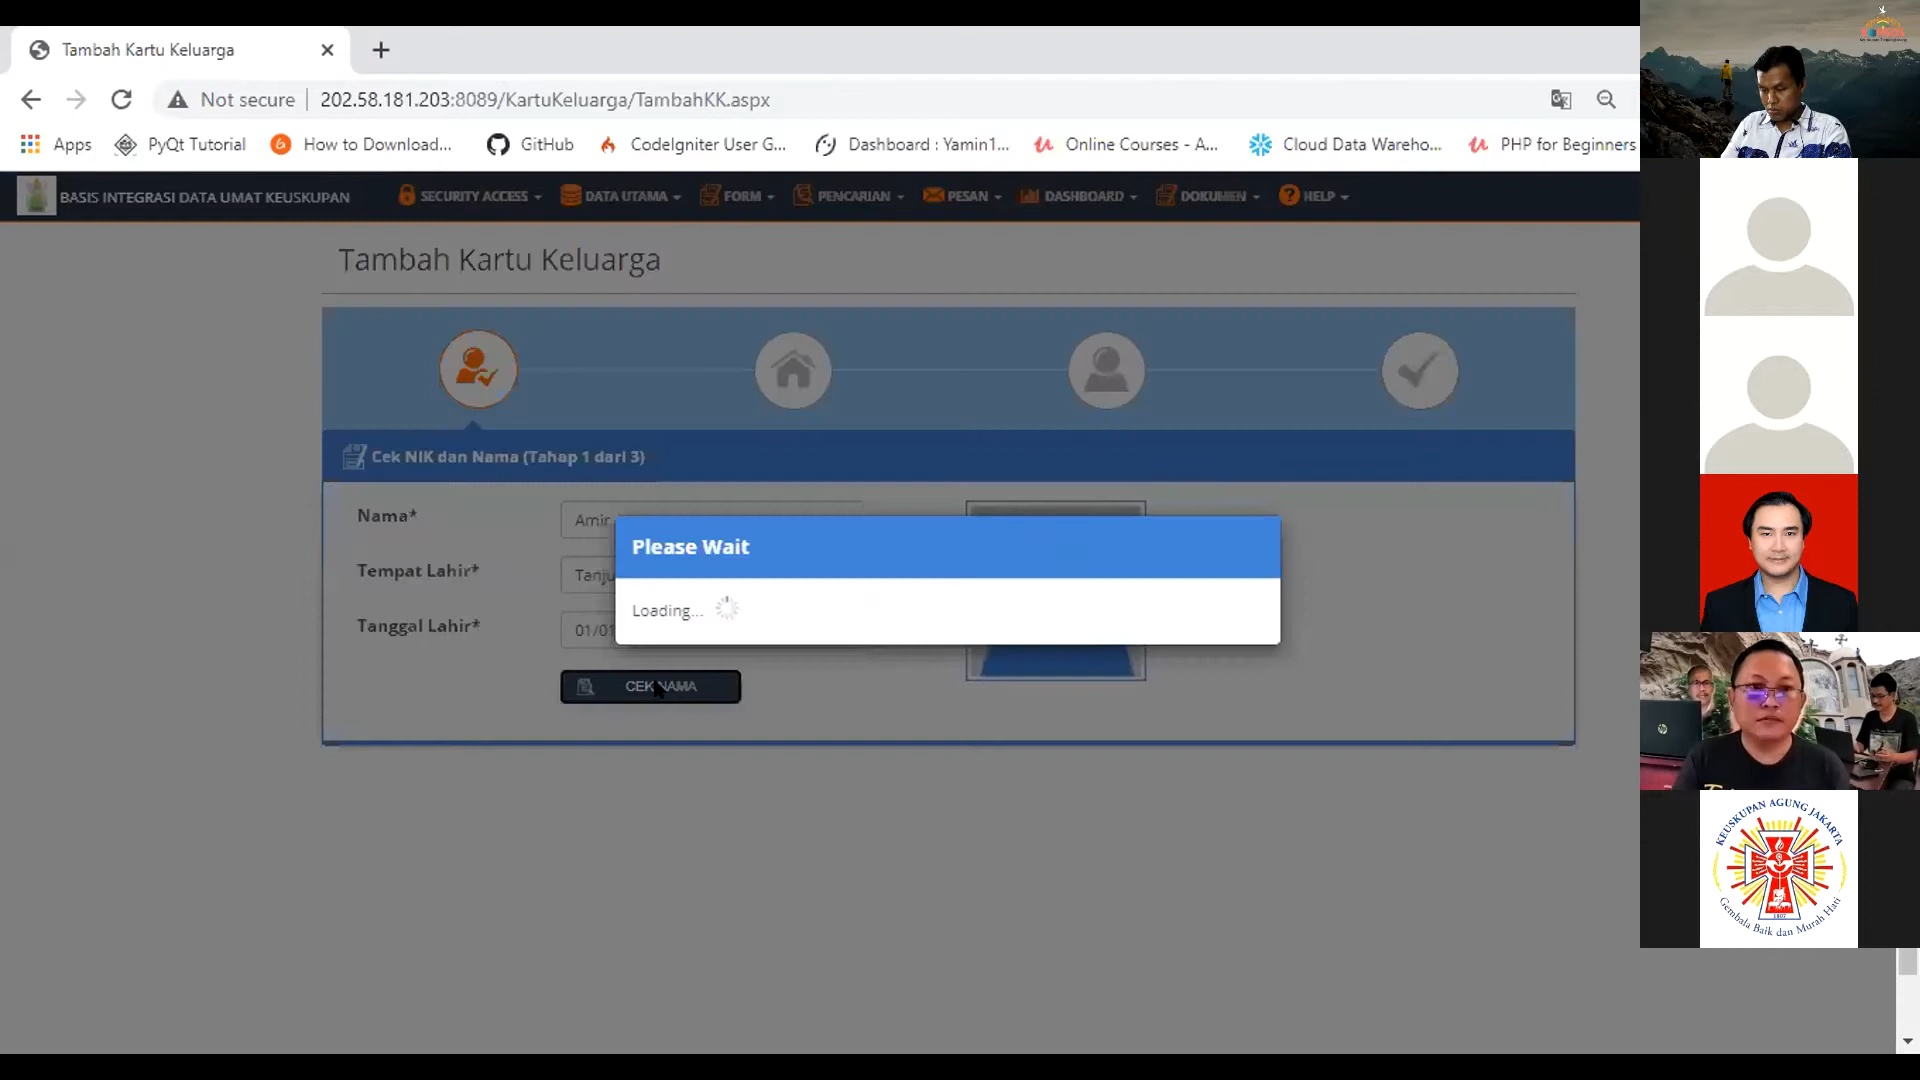 Tambah Kartu Keluarga
Not secure
202.58.181.203:8089/KartuKeluarga/TambahKK.aspx
Apps
PyQt Tutorial
How to Download...
GitHub
CodeIgniter User G...
Dashboard : Yamin1...
Online Courses - A...
Cloud Data Wareho...
PHP for Beginners
BASIS INTEGRASI DATA UMAT KEUSKUPAN
SECURITY ACCESS
DATA UTAMA
FORM
PENCARIAN
PESAN
DASHBOARD
DOKUMEN
HELP
Tambah Kartu Keluarga
Cek NIK dan Nama (Tahap 1 dari 3)
Nama*
Amir
Tempat Lahir*
Tanju
Tanggal Lahir*
01/01
Please Wait
Loading...
CEK NAMA
KEUSKUPAN AGUNG JAKARTA
1807
Gembala Baik dan Murah Hati